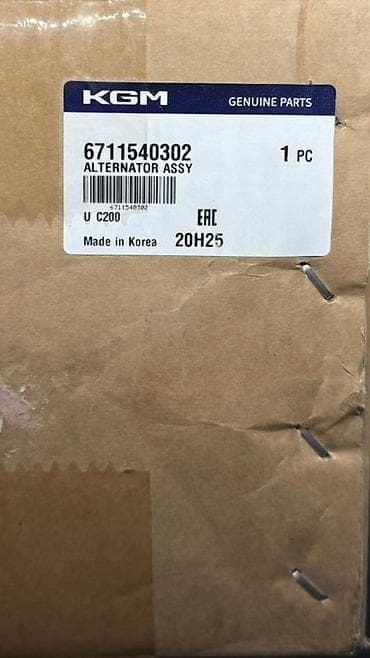 KGM GENUINE PARTS
6711540302 1 PC
ALTERNATOR ASSY
6711540302
U C200 EAC
Made in Korea 20H25